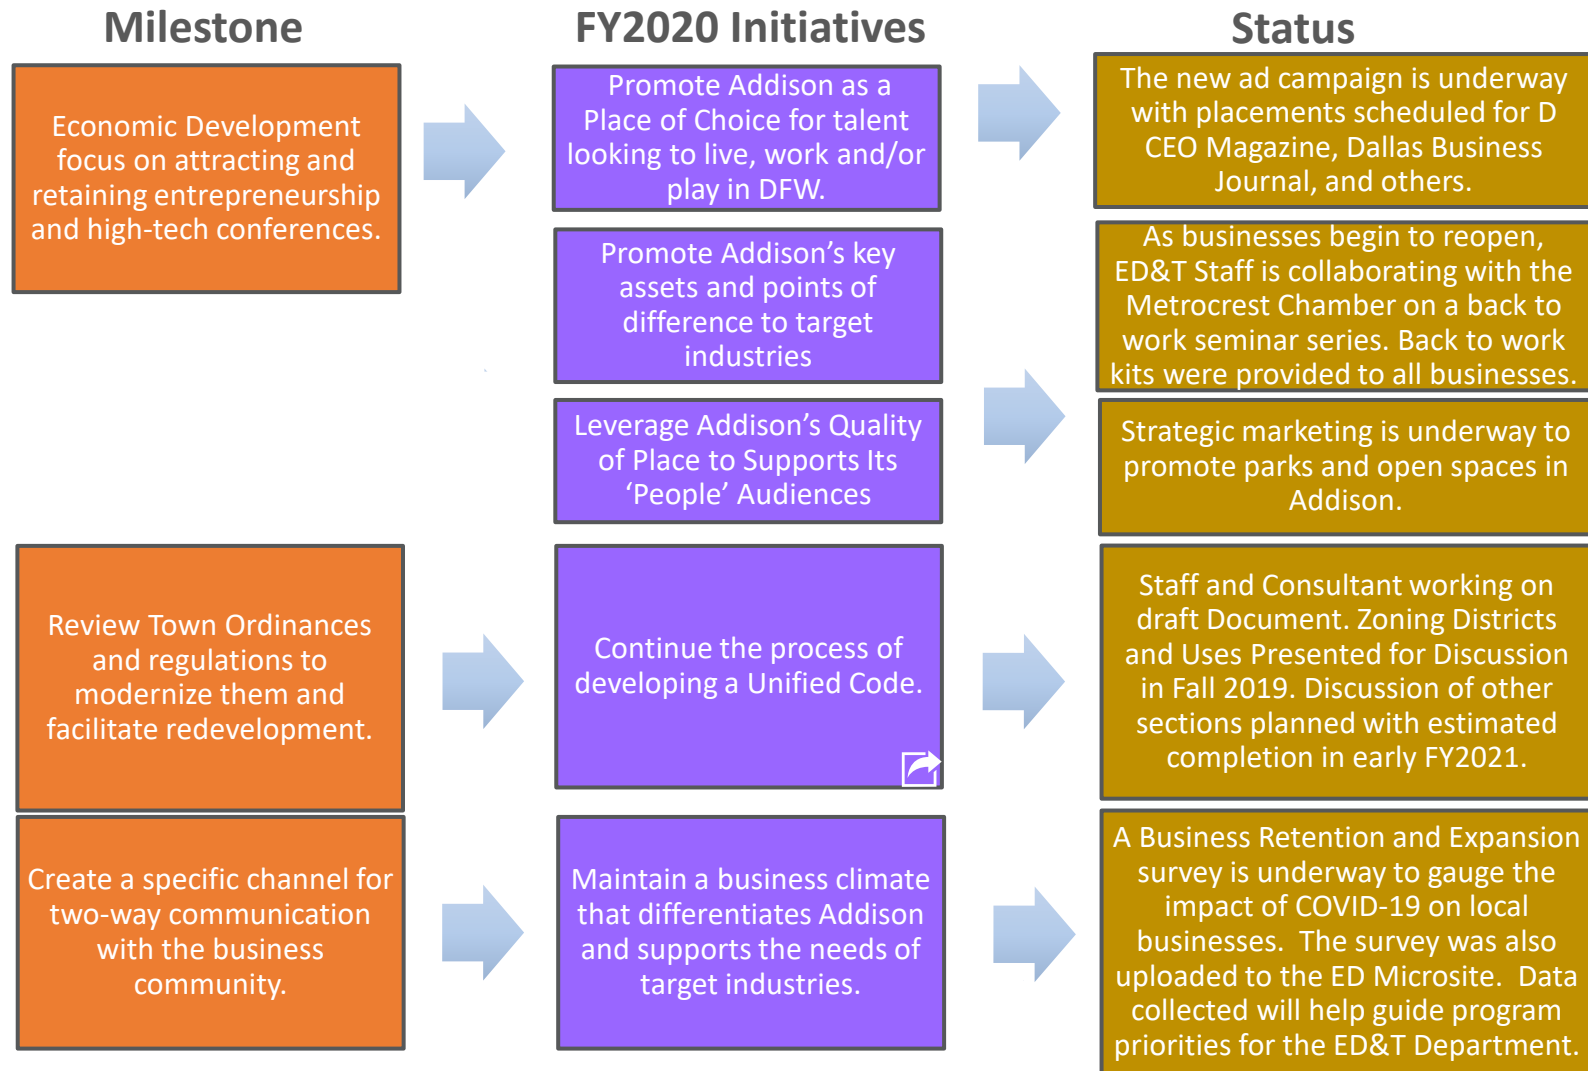 Milestone
FY2020 Initiatives
Status
Economic Development
focus on attracting and
retaining entrepreneurship
and high-tech conferences.
Promote Addison as a
Place of Choice for talent
looking to live, work and/or
play in DFW.
The new ad campaign is underway
with placements scheduled for D
CEO Magazine, Dallas Business
Journal, and others.
Promote Addison’s key
assets and points of
difference to target
industries
As businesses begin to reopen,
ED&T Staff is collaborating with the
Metrocrest Chamber on a back to
work seminar series. Back to work
kits were provided to all businesses.
Leverage Addison’s Quality
of Place to Supports Its
‘People’ Audiences
Strategic marketing is underway to
promote parks and open spaces in
Addison.
Review Town Ordinances
and regulations to
modernize them and
facilitate redevelopment.
Continue the process of
developing a Unified Code.
Staff and Consultant working on
draft Document. Zoning Districts
and Uses Presented for Discussion
in Fall 2019. Discussion of other
sections planned with estimated
completion in early FY2021.
Create a specific channel for
two-way communication
with the business
community.
Maintain a business climate
that differentiates Addison
and supports the needs of
target industries.
A Business Retention and Expansion
survey is underway to gauge the
impact of COVID-19 on local
businesses.  The survey was also
uploaded to the ED Microsite.  Data
collected will help guide program
priorities for the ED&T Department.